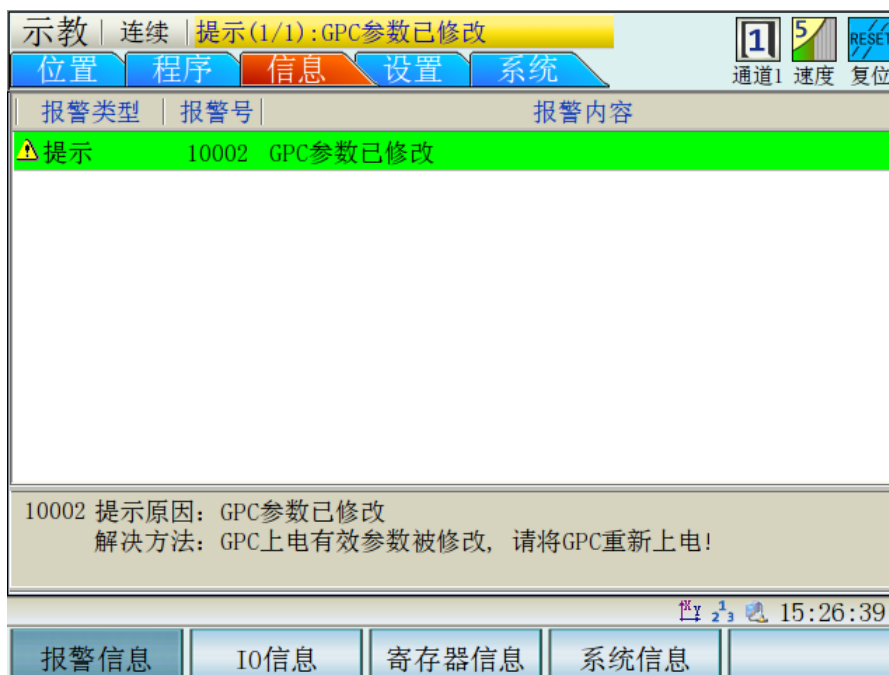 示教 连续 提示(1/1):GPC参数已修改
1 5 RESET
位置 程序 信息 设置 系统
通道1 速度 复位
报警类型 报警号 报警内容
提示 10002 GPC参数已修改
10002 提示原因：GPC参数已修改
解决方法：GPC上电有效参数被修改, 请将GPC重新上电!
X Y 1 2 3 15:26:39
报警信息 IO信息 寄存器信息 系统信息